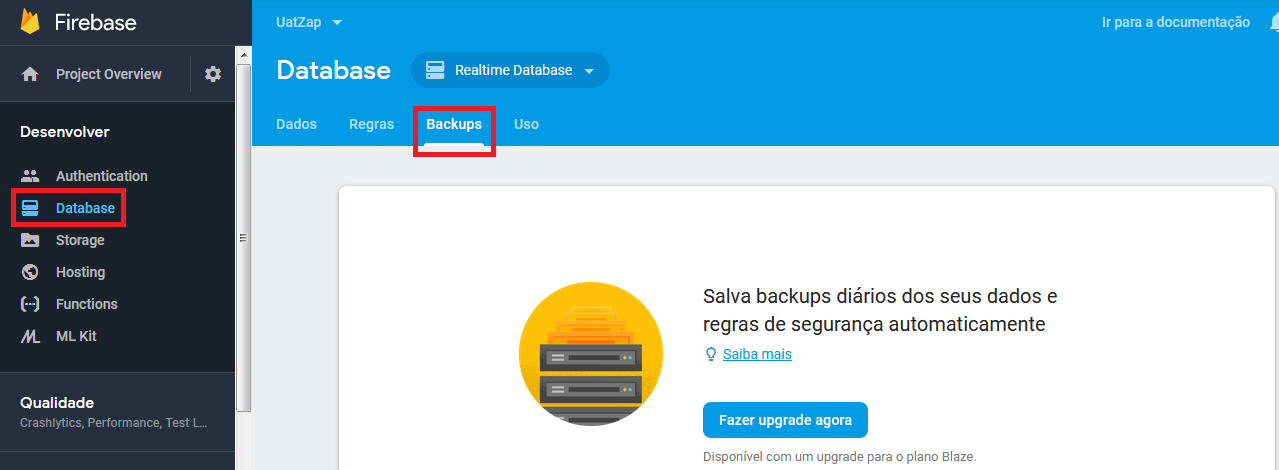 Firebase
Project Overview
Desenvolver
Authentication
Database
Storage
Hosting
Functions
ML Kit
Qualidade
Crashlytics, Performance, Test L...
UatZap
Ir para a documentação
Database
Realtime Database
Dados Regras Backups Uso
Salva backups diários dos seus dados e
regras de segurança automaticamente
Saiba mais
Fazer upgrade agora
Disponível com um upgrade para o plano Blaze.